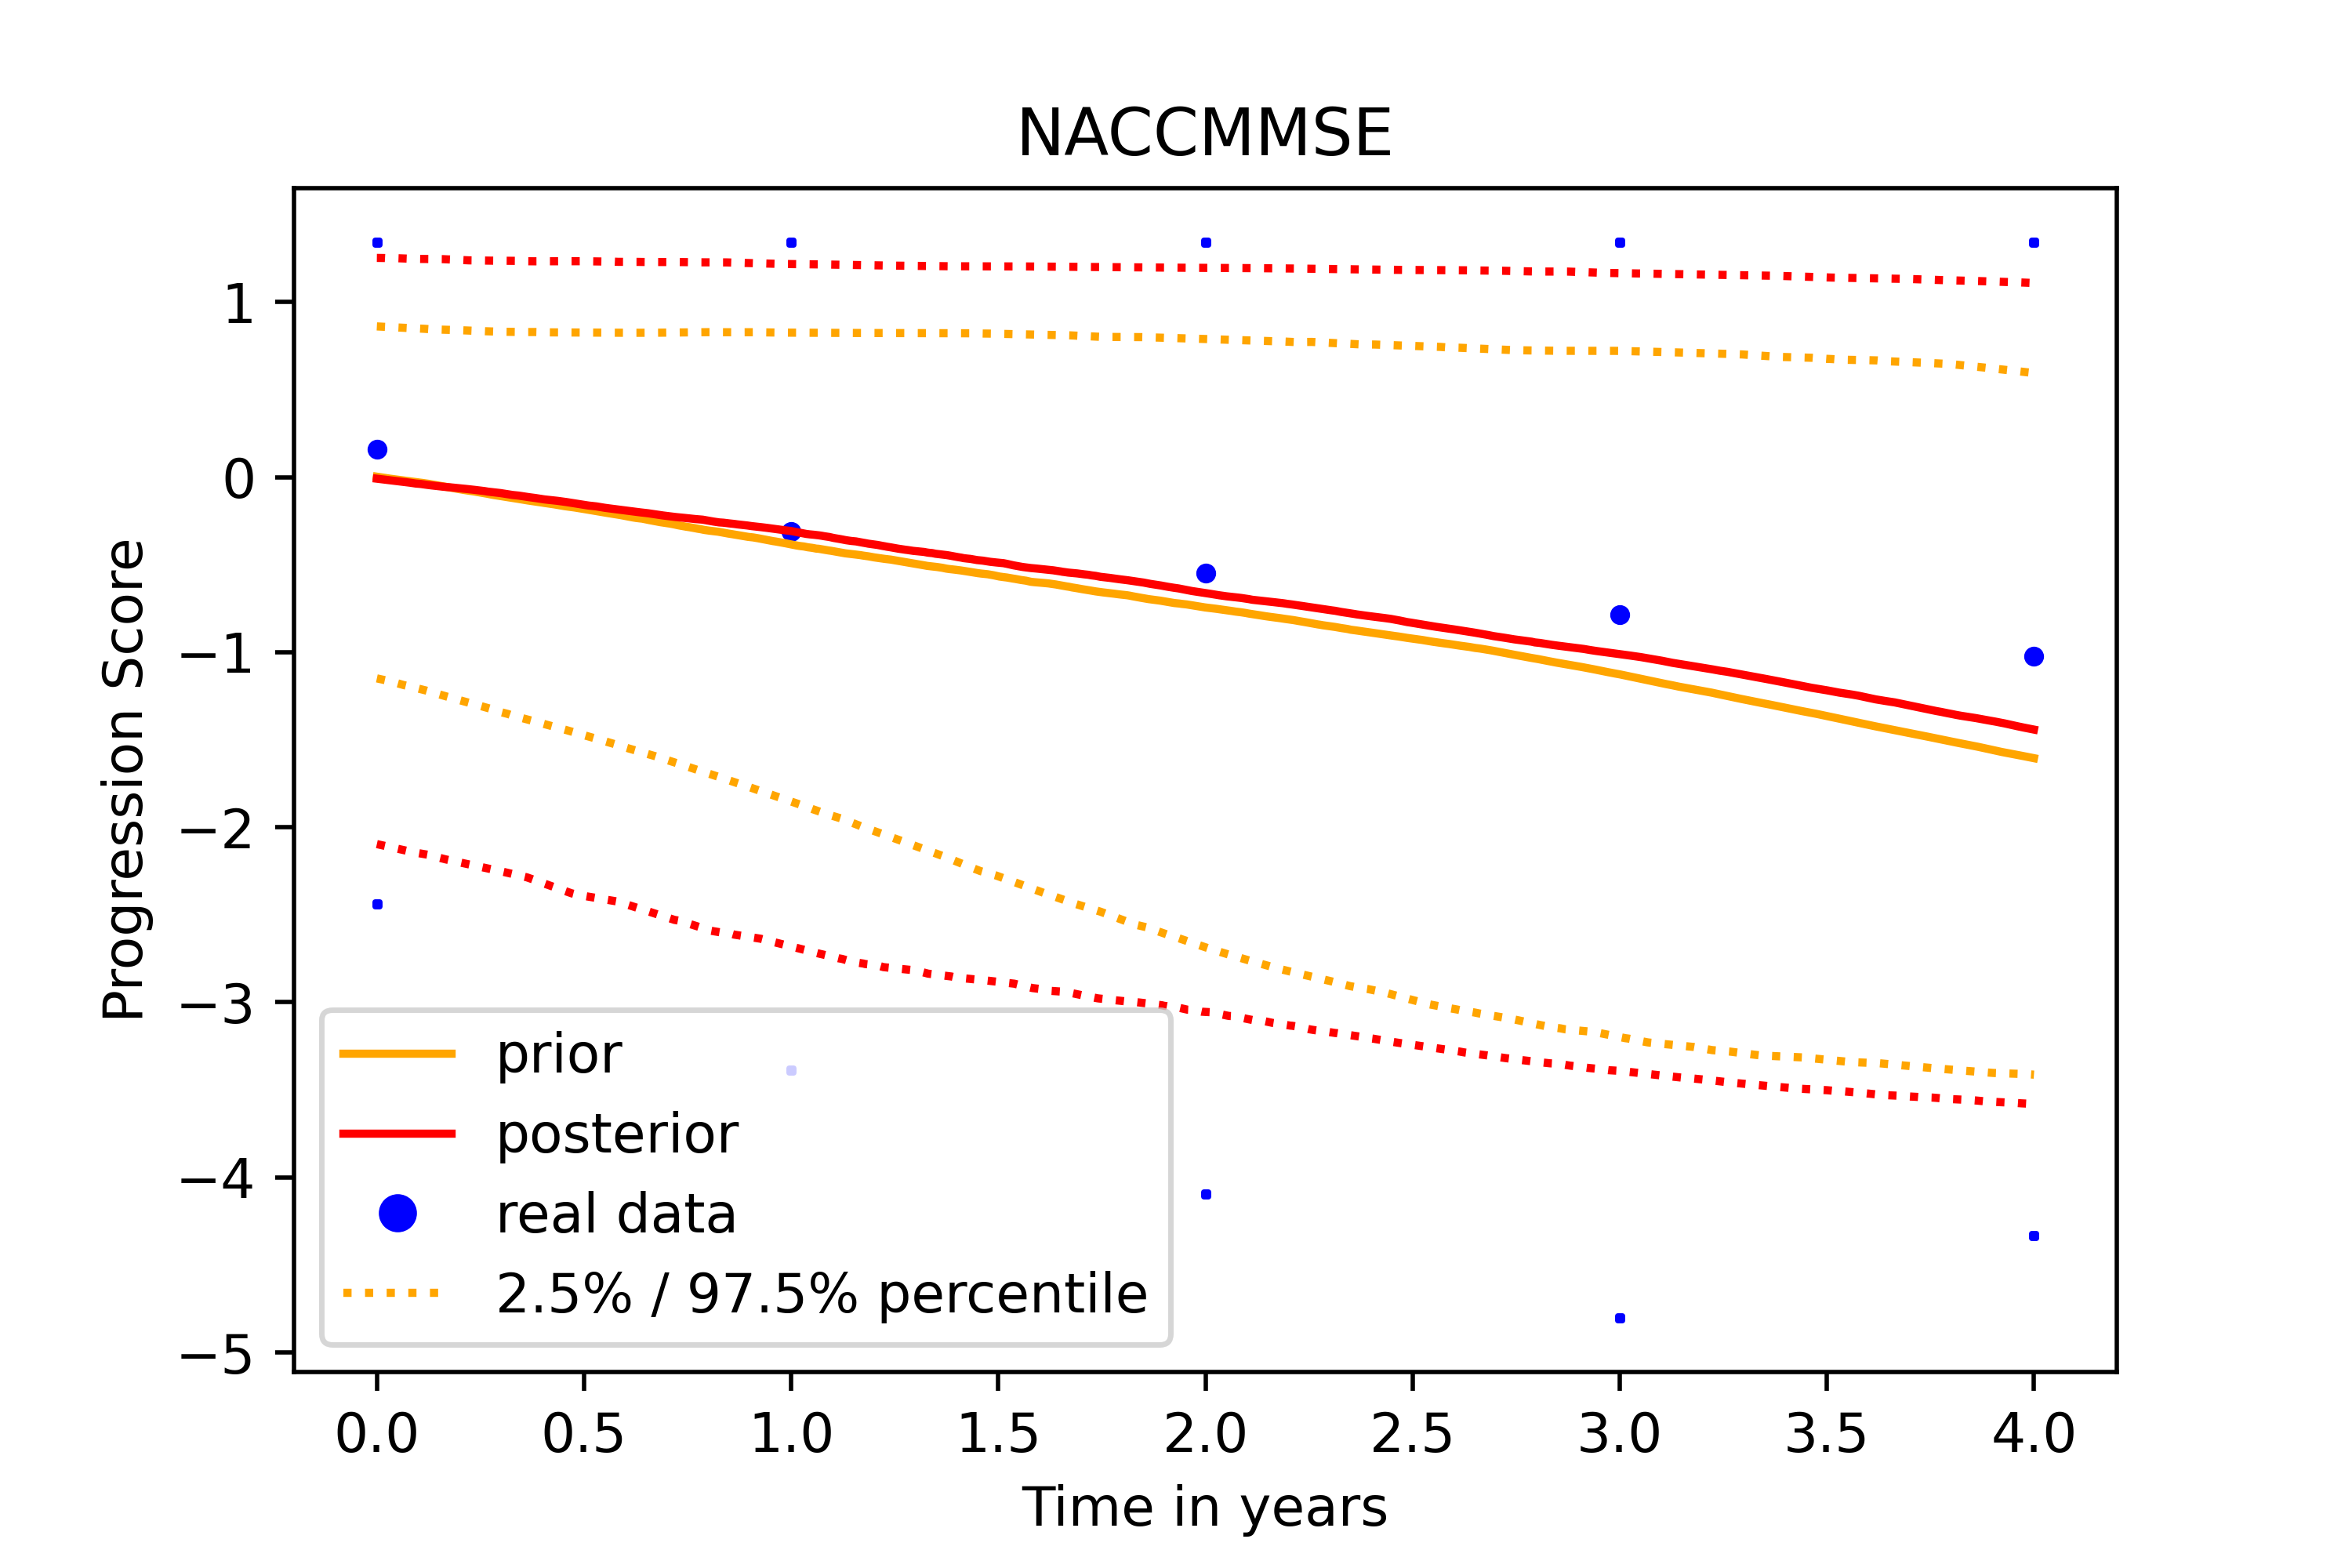 NACCMMSE
Progression Score
1
0
−1
−2
−3
−4
−5
prior
posterior
real data
2.5% / 97.5% percentile
0.0 0.5 1.0 1.5 2.0 2.5 3.0 3.5 4.0
Time in years